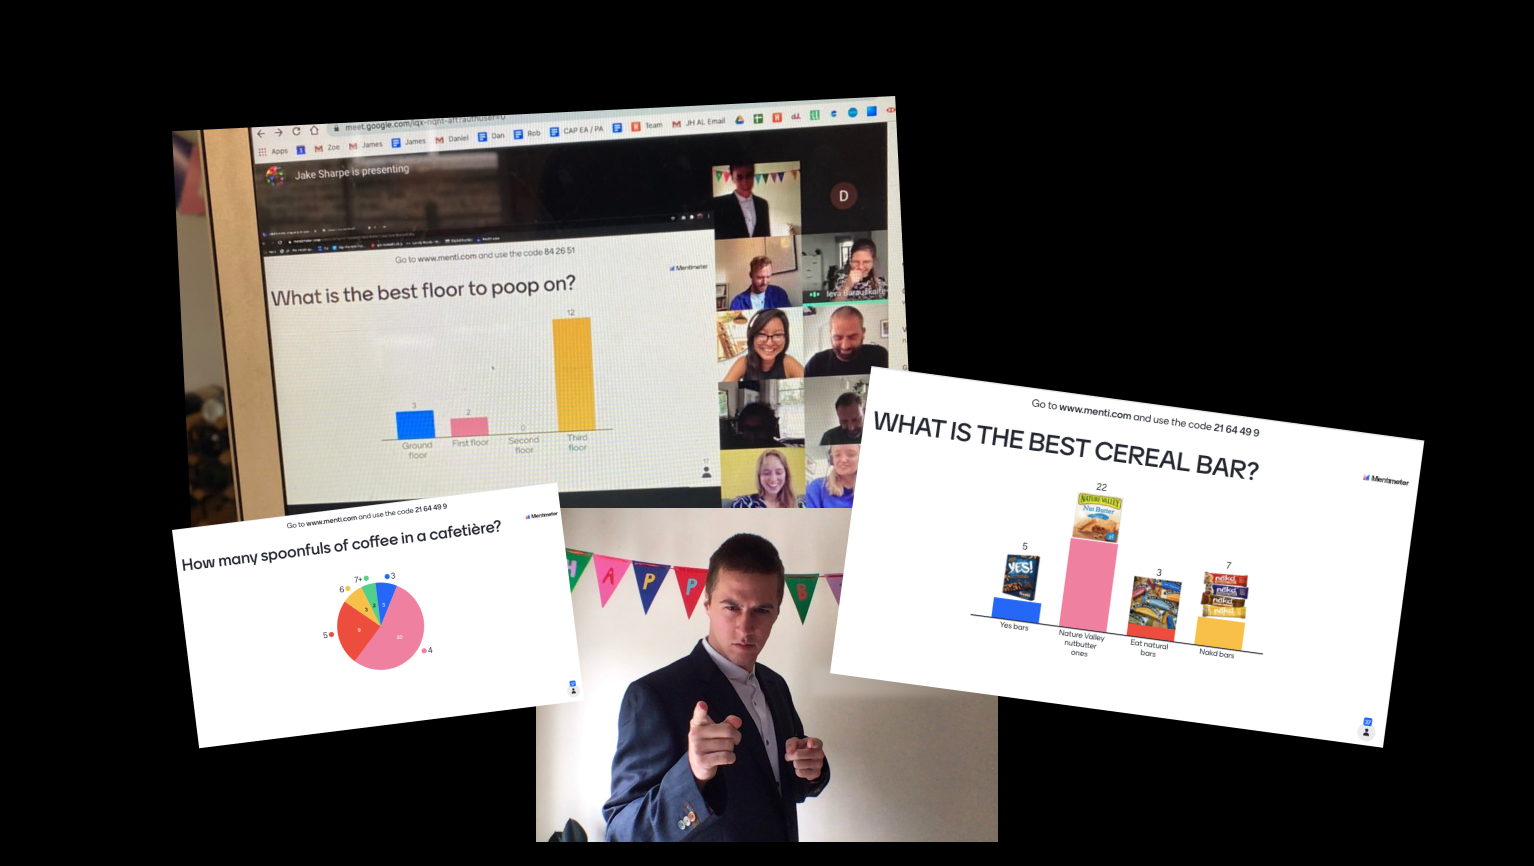 meet.google.com/iqx-nqnt-aft?authuser=0
Apps
Zoe
James
James
Daniel
Dan
Rob
CAP EA / PA
Team
JH AL Email
Jake Sharpe is presenting
D
Go to www.menti.com and use the code 84 26 51
Mentimeter
What is the best floor to poop on?
12
3
2
0
Ground
floor
First floor
Second
floor
Third
floor
17
Go to www.menti.com and use the code 21 64 49 9
Mentimeter
How many spoonfuls of coffee in a cafetière?
7+
3
6
5
4
3
2
3
9
20
HAPP
B
Go to www.menti.com and use the code 21 64 49 9
WHAT IS THE BEST CEREAL BAR?
Mentimeter
22
NATURE VALLEY
Nut Butter
5
YES!
3
7
nakd
nakd
nakd
nakd
Yes bars
Nature Valley
nutbutter
ones
Eat natural
bars
Nakd bars
37